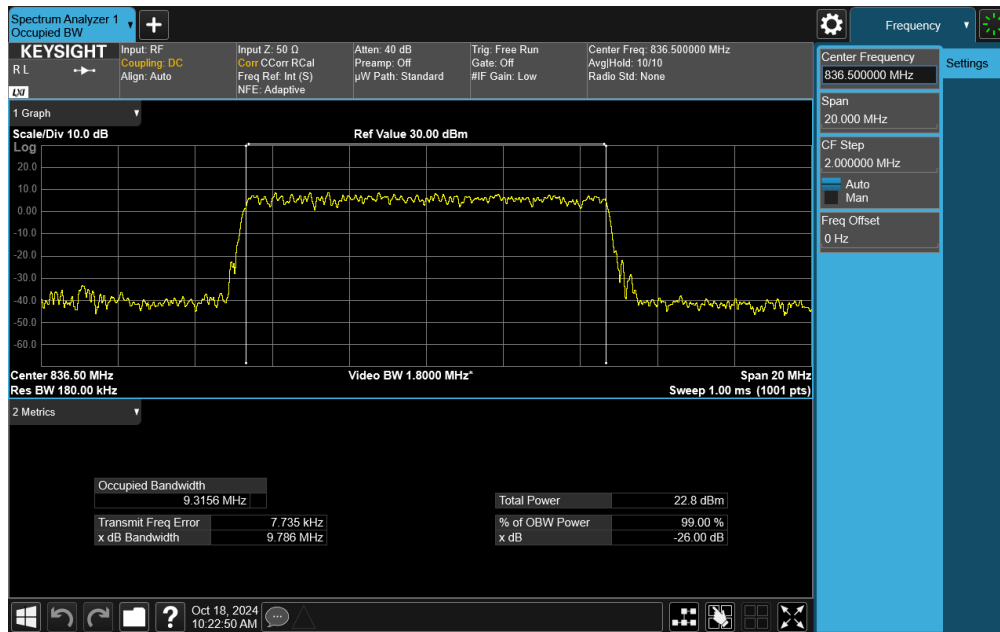 Spectrum Analyzer 1
Occupied BW
Frequency
KEYSIGHT
R L
LXI
Input: RF
Coupling: DC
Align: Auto
Input Z: 50 Ω
Corr CCorr RCal
Freq Ref: Int (S)
NFE: Adaptive
Atten: 40 dB
Preamp: Off
µW Path: Standard
Trig: Free Run
Gate: Off
#IF Gain: Low
Center Freq: 836.500000 MHz
Avg|Hold: 10/10
Radio Std: None
Center Frequency
836.500000 MHz
Settings
Span
20.000 MHz
CF Step
2.000000 MHz
Auto
Man
Freq Offset
0 Hz
1 Graph
Scale/Div 10.0 dB
Ref Value 30.00 dBm
Log
20.0
10.0
0.00
-10.0
-20.0
-30.0
-40.0
-50.0
-60.0
Center 836.50 MHz
Video BW 1.8000 MHz*
Span 20 MHz
Res BW 180.00 kHz
Sweep 1.00 ms (1001 pts)
2 Metrics
Occupied Bandwidth
9.3156 MHz
Total Power 22.8 dBm
Transmit Freq Error 7.735 kHz
% of OBW Power 99.00 %
x dB Bandwidth 9.786 MHz
x dB -26.00 dB
?
Oct 18, 2024
10:22:50 AM